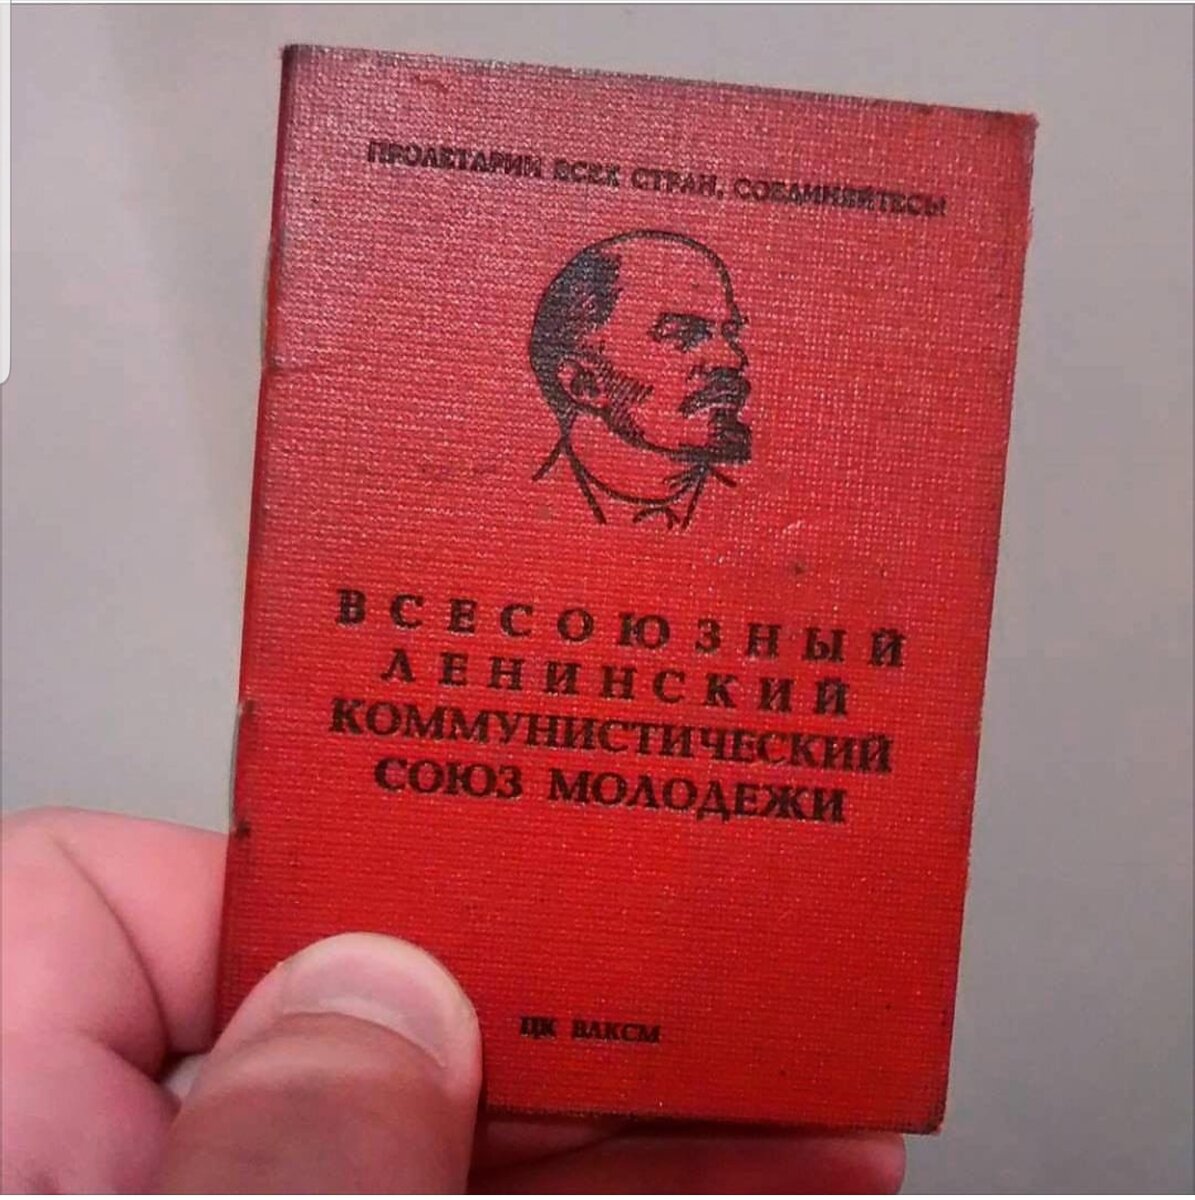 ПРОЛЕТАРИИ ВСЕХ СТРАН, СОЕДИНЯЙТЕСЬ!
ВСЕСОЮЗНЫЙ
ЛЕНИНСКИЙ
КОММУНИСТИЧЕСКИЙ
СОЮЗ МОЛОДЕЖИ
ЦК ВЛКСМ